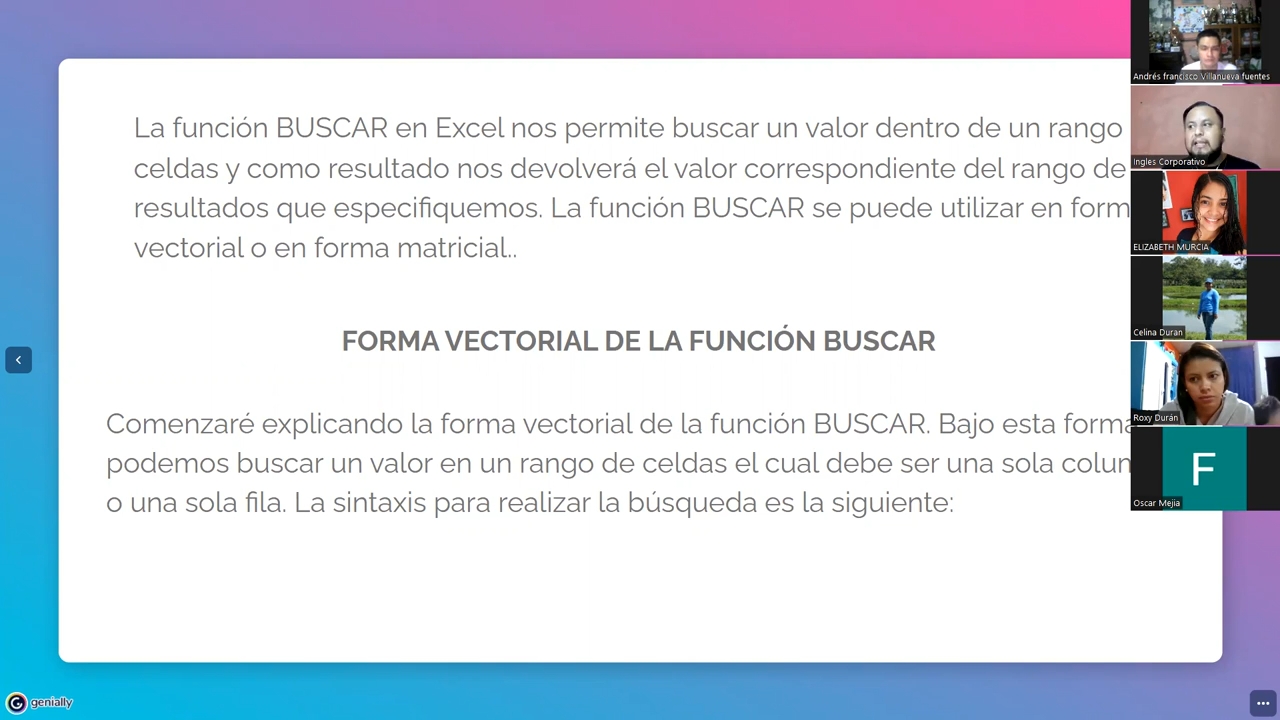 La función BUSCAR en Excel nos permite buscar un valor dentro de un rango
celdas y como resultado nos devolverá el valor correspondiente del rango de
resultados que especifiquemos. La función BUSCAR se puede utilizar en form
vectorial o en forma matricial..
FORMA VECTORIAL DE LA FUNCIÓN BUSCAR
Comenzaré explicando la forma vectorial de la función BUSCAR. Bajo esta forma
podemos buscar un valor en un rango de celdas el cual debe ser una sola colum
o una sola fila. La sintaxis para realizar la búsqueda es la siguiente:
Andrés francisco Villanueva fuentes
Ingles Corporativo
ELIZABETH MURCIA
Celina Duran
Roxy Durán
F
Oscar Mejia
genially